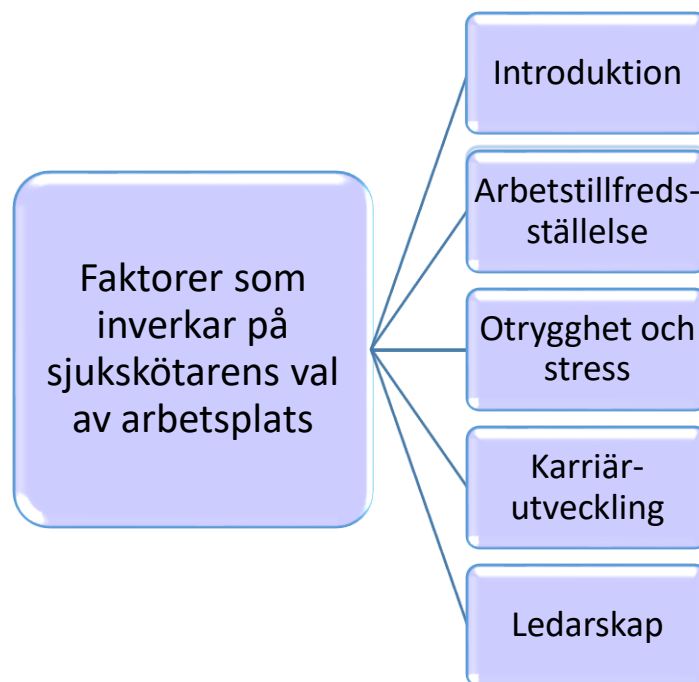 Faktorer som
inverkar på
sjukskötarens val
av arbetsplats
Introduktion
Arbetstillfreds-
ställelse
Otrygghet och
stress
Karriär-
utveckling
Ledarskap